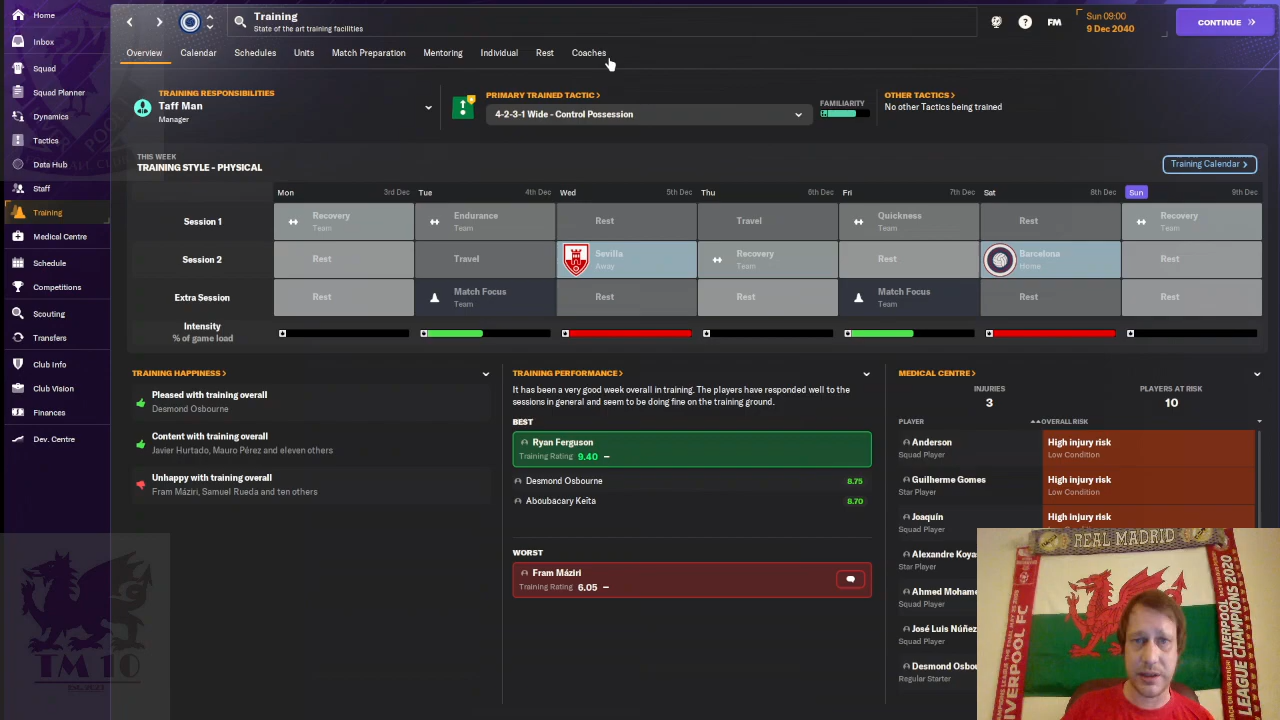 Home
Inbox
Squad
Squad Planner
Dynamics
Tactics
Data Hub
Staff
Training
Medical Centre
Schedule
Competitions
Scouting
Transfers
Club Info
Club Vision
Finances
Dev. Centre
Training
State of the art training facilities
FM
Sun 09:00
9 Dec 2040
CONTINUE
Overview Calendar Schedules Units Match Preparation Mentoring Individual Rest Coaches
TRAINING RESPONSIBILITIES
Taff Man
Manager
PRIMARY TRAINED TACTIC >
4-2-3-1 Wide - Control Possession
FAMILIARITY
OTHER TACTICS >
No other Tactics being trained
THIS WEEK
TRAINING STYLE - PHYSICAL
Training Calendar >
Mon 3rd Dec Tue 4th Dec Wed 5th Dec Thu 6th Dec Fri 7th Dec Sat 8th Dec Sun 9th Dec
Session 1
Recovery
Team
Endurance
Team
Rest
Travel
Quickness
Team
Rest
Recovery
Team
Session 2
Rest
Travel
Sevilla
Away
Recovery
Team
Rest
Barcelona
Home
Rest
Extra Session
Rest
Match Focus
Team
Rest
Rest
Match Focus
Team
Rest
Rest
Intensity
% of game load
TRAINING HAPPINESS >
Pleased with training overall
Desmond Osbourne
Content with training overall
Javier Hurtado, Mauro Pérez and eleven others
Unhappy with training overall
Fram Máziri, Samuel Rueda and ten others
TRAINING PERFORMANCE >
It has been a very good week overall in training. The players have responded well to the
sessions in general and seem to be doing fine on the training ground.
BEST
Ryan Ferguson
Training Rating 9.40 –
Desmond Osbourne 8.75
Aboubacary Keïta 8.70
WORST
Fram Máziri
Training Rating 6.05 –
MEDICAL CENTRE >
INJURIES
3
PLAYERS AT RISK
10
PLAYER OVERALL RISK
Anderson
Squad Player
High injury risk
Low Condition
Guilherme Gomes
Star Player
High injury risk
Low Condition
Joaquín
Squad Player
High injury risk
Alexandre Koya
Star Player
Ahmed Mohame
Squad Player
José Luis Núñez
Squad Player
Desmond Osbou
Regular Starter
TM 10
REAL MADRID
LIVERPOOL FC
LIVERPOOL
LEAGUE CHAMPIONS 2020